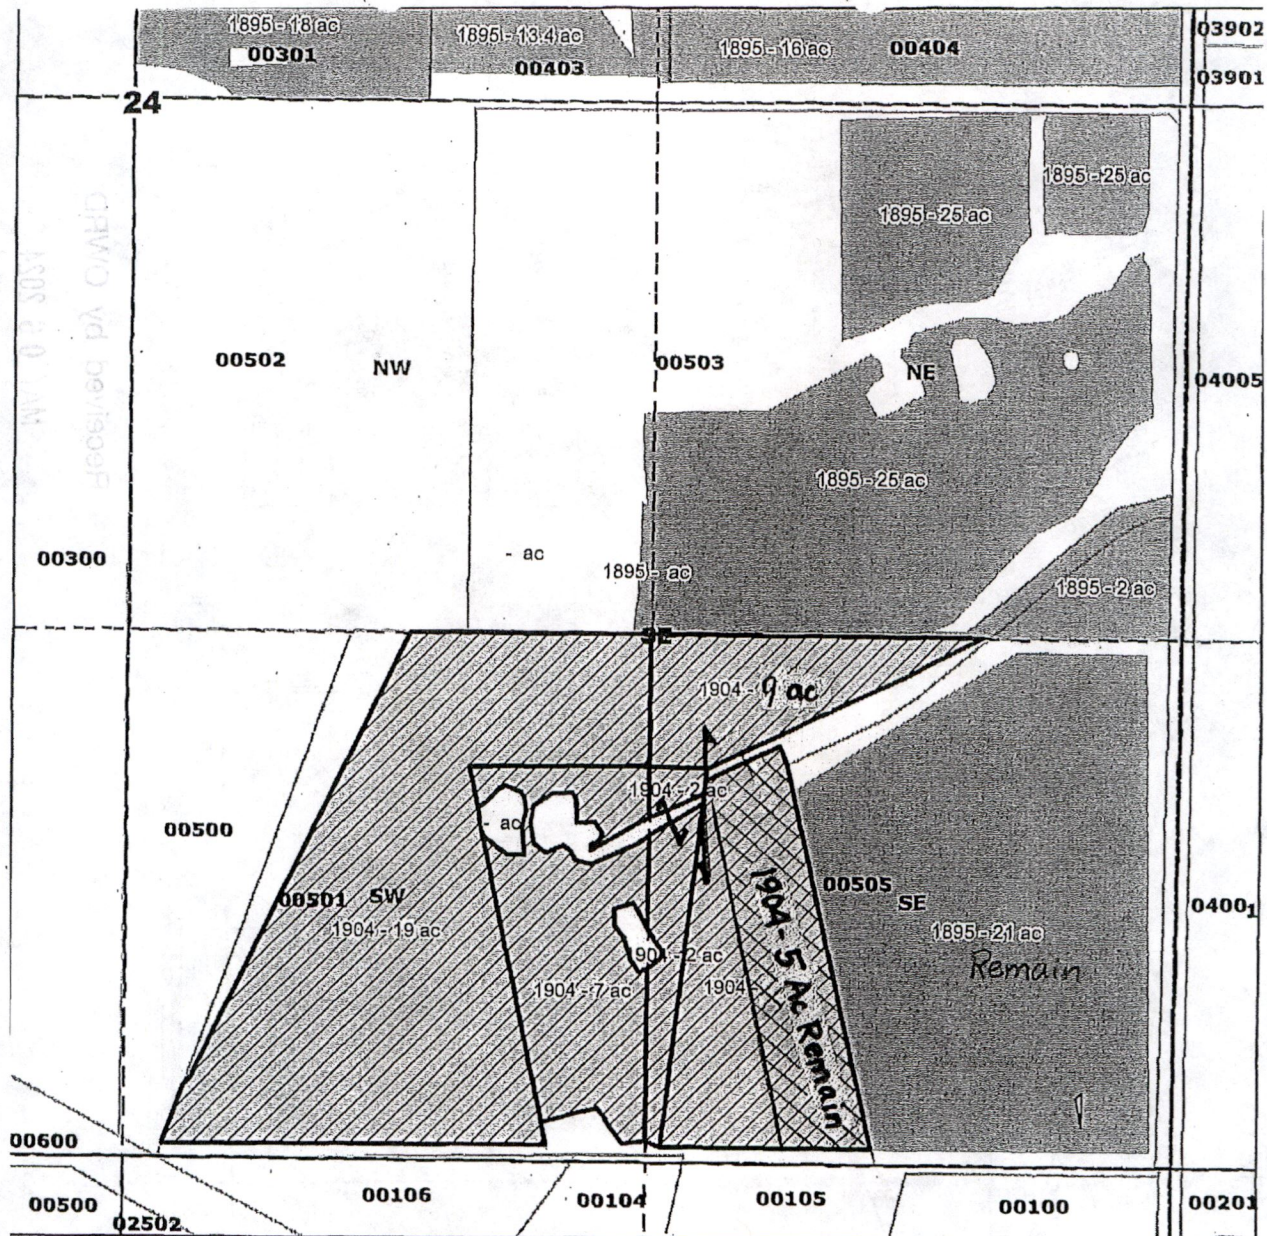 1895 - 18 ac
00301
1895 - 13.4 ac
00403
1895 - 16 ac
00404
03902
03901
24
1895 - 25 ac
1895 - 25 ac
Received by OWRD
2024
00502
NW
00503
NE
04005
1895 - 25 ac
00300
- ac
1895 - ac
1895 - 2 ac
SE
1904 - 9 ac
1904 - 2 ac
- ac
00500
00501
SW
1904 - 19 ac
1904 - 5 Ac Remain
00505
SE
1895 - 21 ac
Remain
04001
1904 - 2 ac
1904 - 7 ac
1904 -
00600
00500
02502
00106
00104
00105
00100
00201